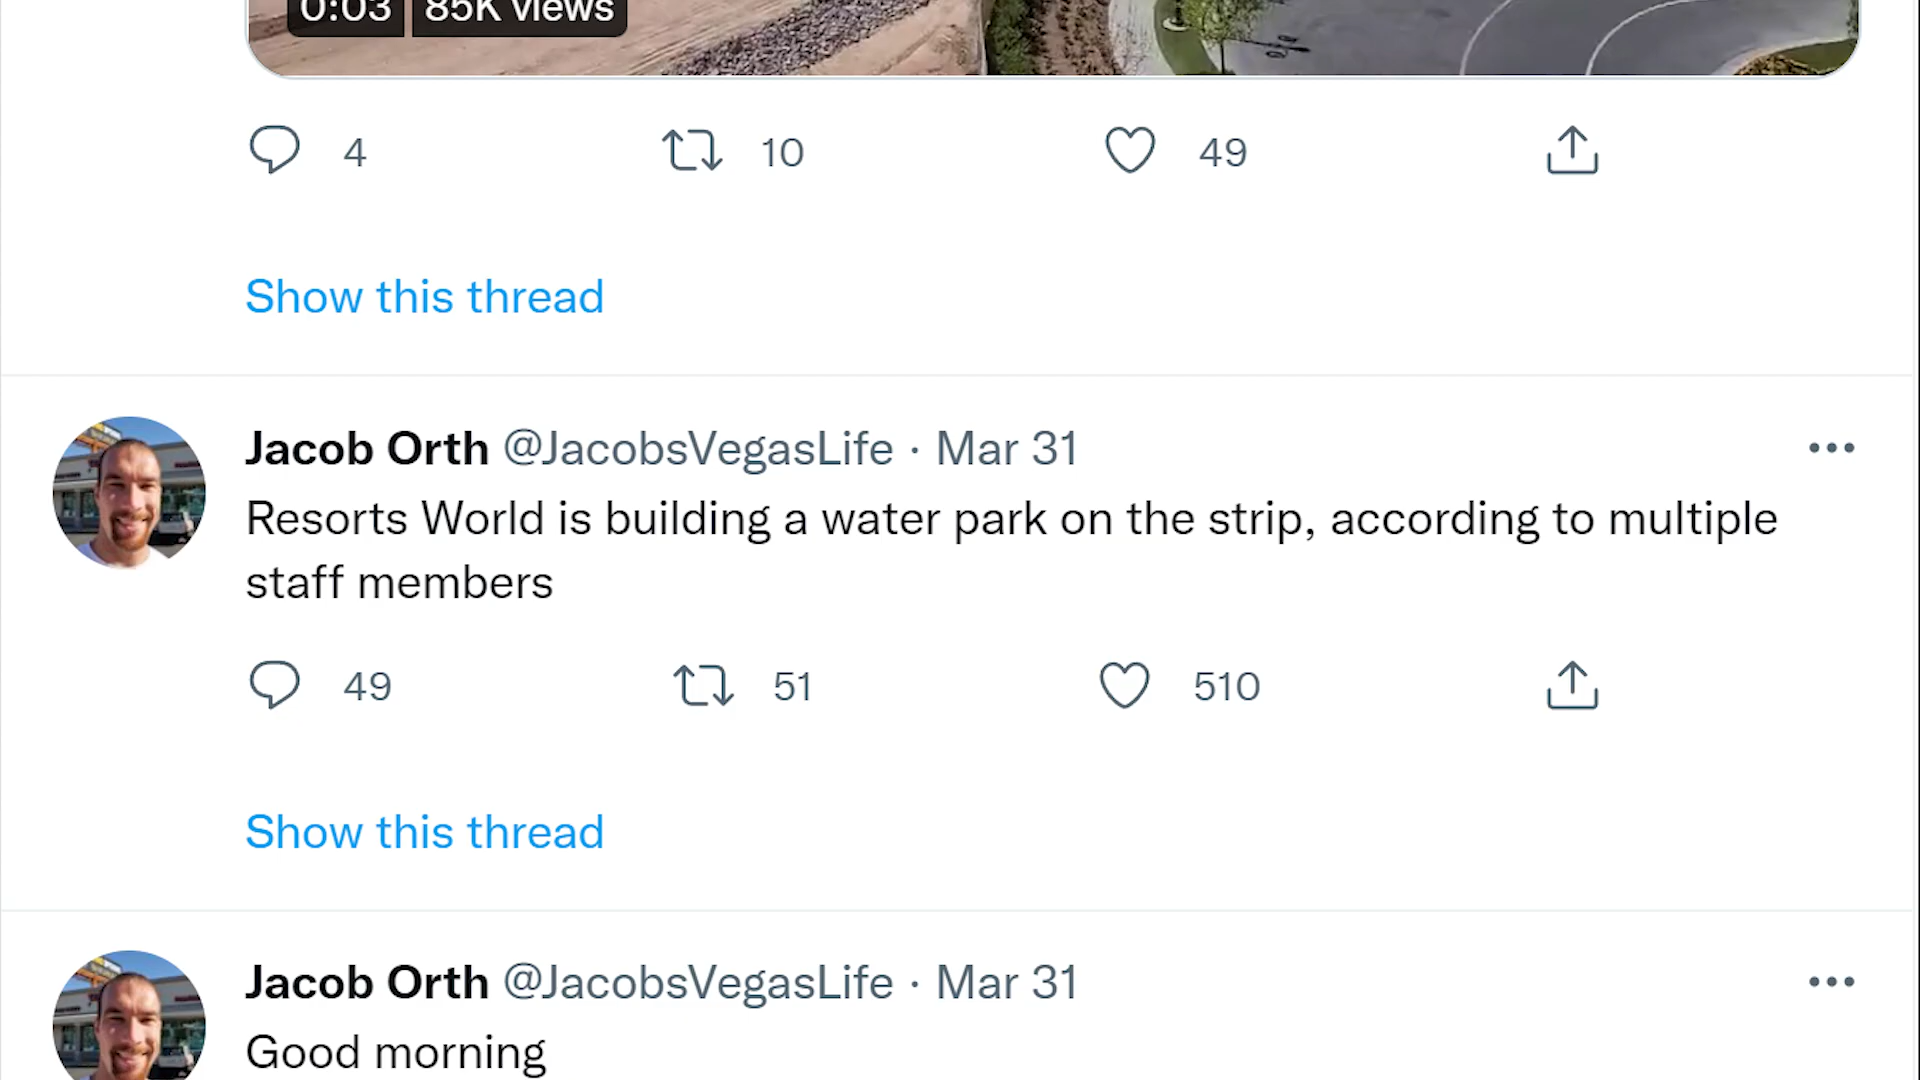 0:03 85K views
4 10 49
Show this thread
Jacob Orth @JacobsVegasLife · Mar 31
Resorts World is building a water park on the strip, according to multiple
staff members
49 51 510
Show this thread
Jacob Orth @JacobsVegasLife · Mar 31
Good morning